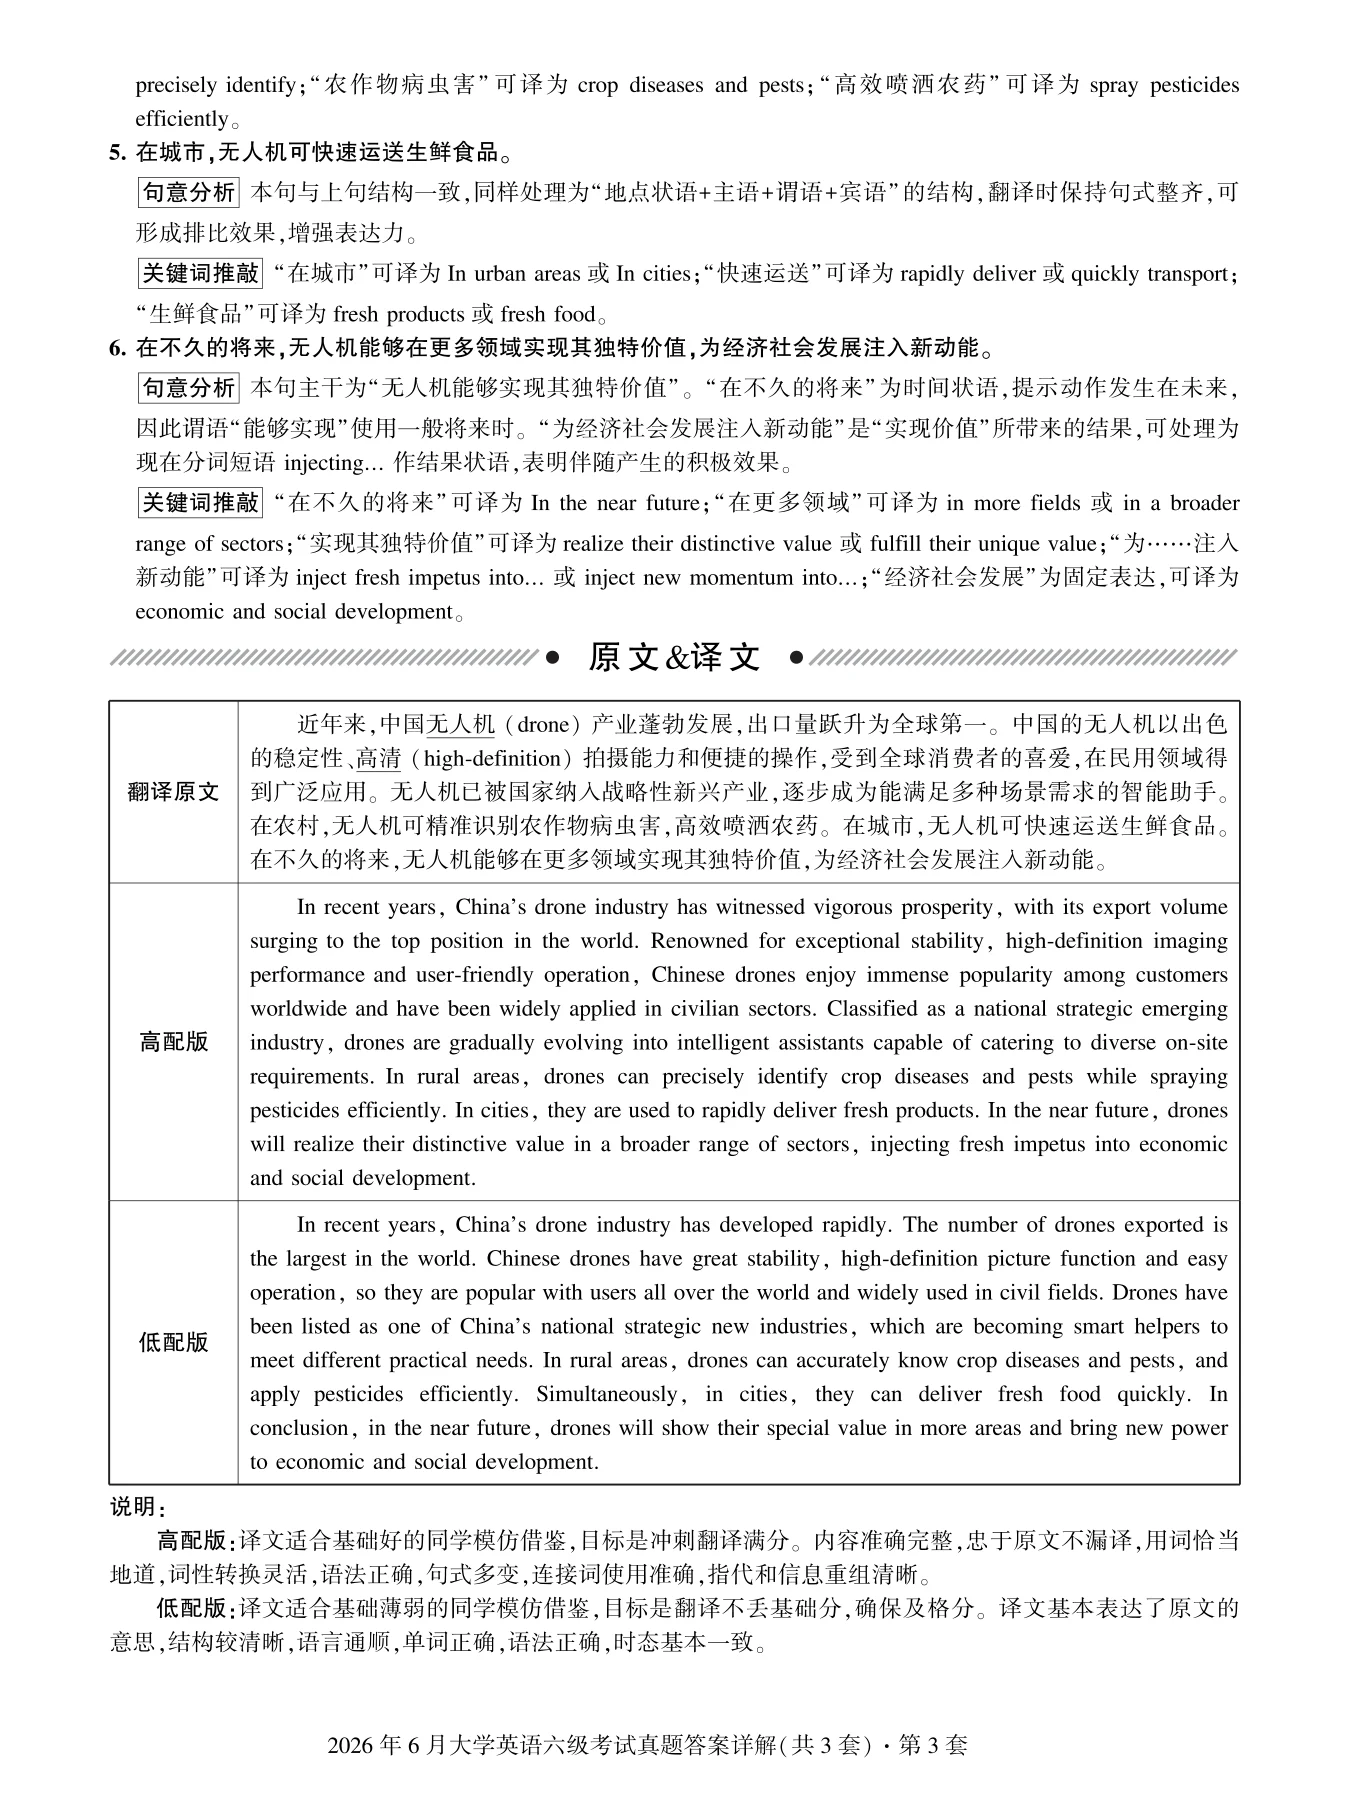 precisely identify;“农作物病虫害”可译为 crop diseases and pests;“高效喷洒农药”可译为 spray pesticides
efficiently。
5. 在城市,无人机可快速运送生鲜食品。
句意分析 本句与上句结构一致,同样处理为“地点状语+主语+谓语+宾语”的结构,翻译时保持句式整齐,可
形成排比效果,增强表达力。
关键词推敲 “在城市”可译为 In urban areas 或 In cities;“快速运送”可译为 rapidly deliver 或 quickly transport;
“生鲜食品”可译为 fresh products 或 fresh food。
6. 在不久的将来,无人机能够在更多领域实现其独特价值,为经济社会发展注入新动能。
句意分析 本句主干为“无人机能够实现其独特价值”。“在不久的将来”为时间状语,提示动作发生在未来,
因此谓语“能够实现”使用一般将来时。“为经济社会发展注入新动能”是“实现价值”所带来的结果,可处理为
现在分词短语 injecting... 作结果状语,表明伴随产生的积极效果。
关键词推敲 “在不久的将来”可译为 In the near future;“在更多领域”可译为 in more fields 或 in a broader
range of sectors;“实现其独特价值”可译为 realize their distinctive value 或 fulfill their unique value;“为……注入
新动能”可译为 inject fresh impetus into... 或 inject new momentum into...;“经济社会发展”为固定表达,可译为
economic and social development。
原文&译文
翻译原文
近年来,中国无人机 (drone) 产业蓬勃发展,出口量跃升为全球第一。中国的无人机以出色
的稳定性、高清 (high-definition) 拍摄能力和便捷的操作,受到全球消费者的喜爱,在民用领域得
到广泛应用。无人机已被国家纳入战略性新兴产业,逐步成为能满足多种场景需求的智能助手。
在农村,无人机可精准识别农作物病虫害,高效喷洒农药。在城市,无人机可快速运送生鲜食品。
在不久的将来,无人机能够在更多领域实现其独特价值,为经济社会发展注入新动能。
高配版
In recent years, China’s drone industry has witnessed vigorous prosperity, with its export volume
surging to the top position in the world. Renowned for exceptional stability, high-definition imaging
performance and user-friendly operation, Chinese drones enjoy immense popularity among customers
worldwide and have been widely applied in civilian sectors. Classified as a national strategic emerging
industry, drones are gradually evolving into intelligent assistants capable of catering to diverse on-site
requirements. In rural areas, drones can precisely identify crop diseases and pests while spraying
pesticides efficiently. In cities, they are used to rapidly deliver fresh products. In the near future, drones
will realize their distinctive value in a broader range of sectors, injecting fresh impetus into economic
and social development.
低配版
In recent years, China’s drone industry has developed rapidly. The number of drones exported is
the largest in the world. Chinese drones have great stability, high-definition picture function and easy
operation, so they are popular with users all over the world and widely used in civil fields. Drones have
been listed as one of China’s national strategic new industries, which are becoming smart helpers to
meet different practical needs. In rural areas, drones can accurately know crop diseases and pests, and
apply pesticides efficiently. Simultaneously, in cities, they can deliver fresh food quickly. In
conclusion, in the near future, drones will show their special value in more areas and bring new power
to economic and social development.
说明:
高配版:译文适合基础好的同学模仿借鉴,目标是冲刺翻译满分。内容准确完整,忠于原文不漏译,用词恰当
地道,词性转换灵活,语法正确,句式多变,连接词使用准确,指代和信息重组清晰。
低配版:译文适合基础薄弱的同学模仿借鉴,目标是翻译不丢基础分,确保及格分。译文基本表达了原文的
意思,结构较清晰,语言通顺,单词正确,语法正确,时态基本一致。
2026 年 6 月大学英语六级考试真题答案详解(共 3 套)·第 3 套